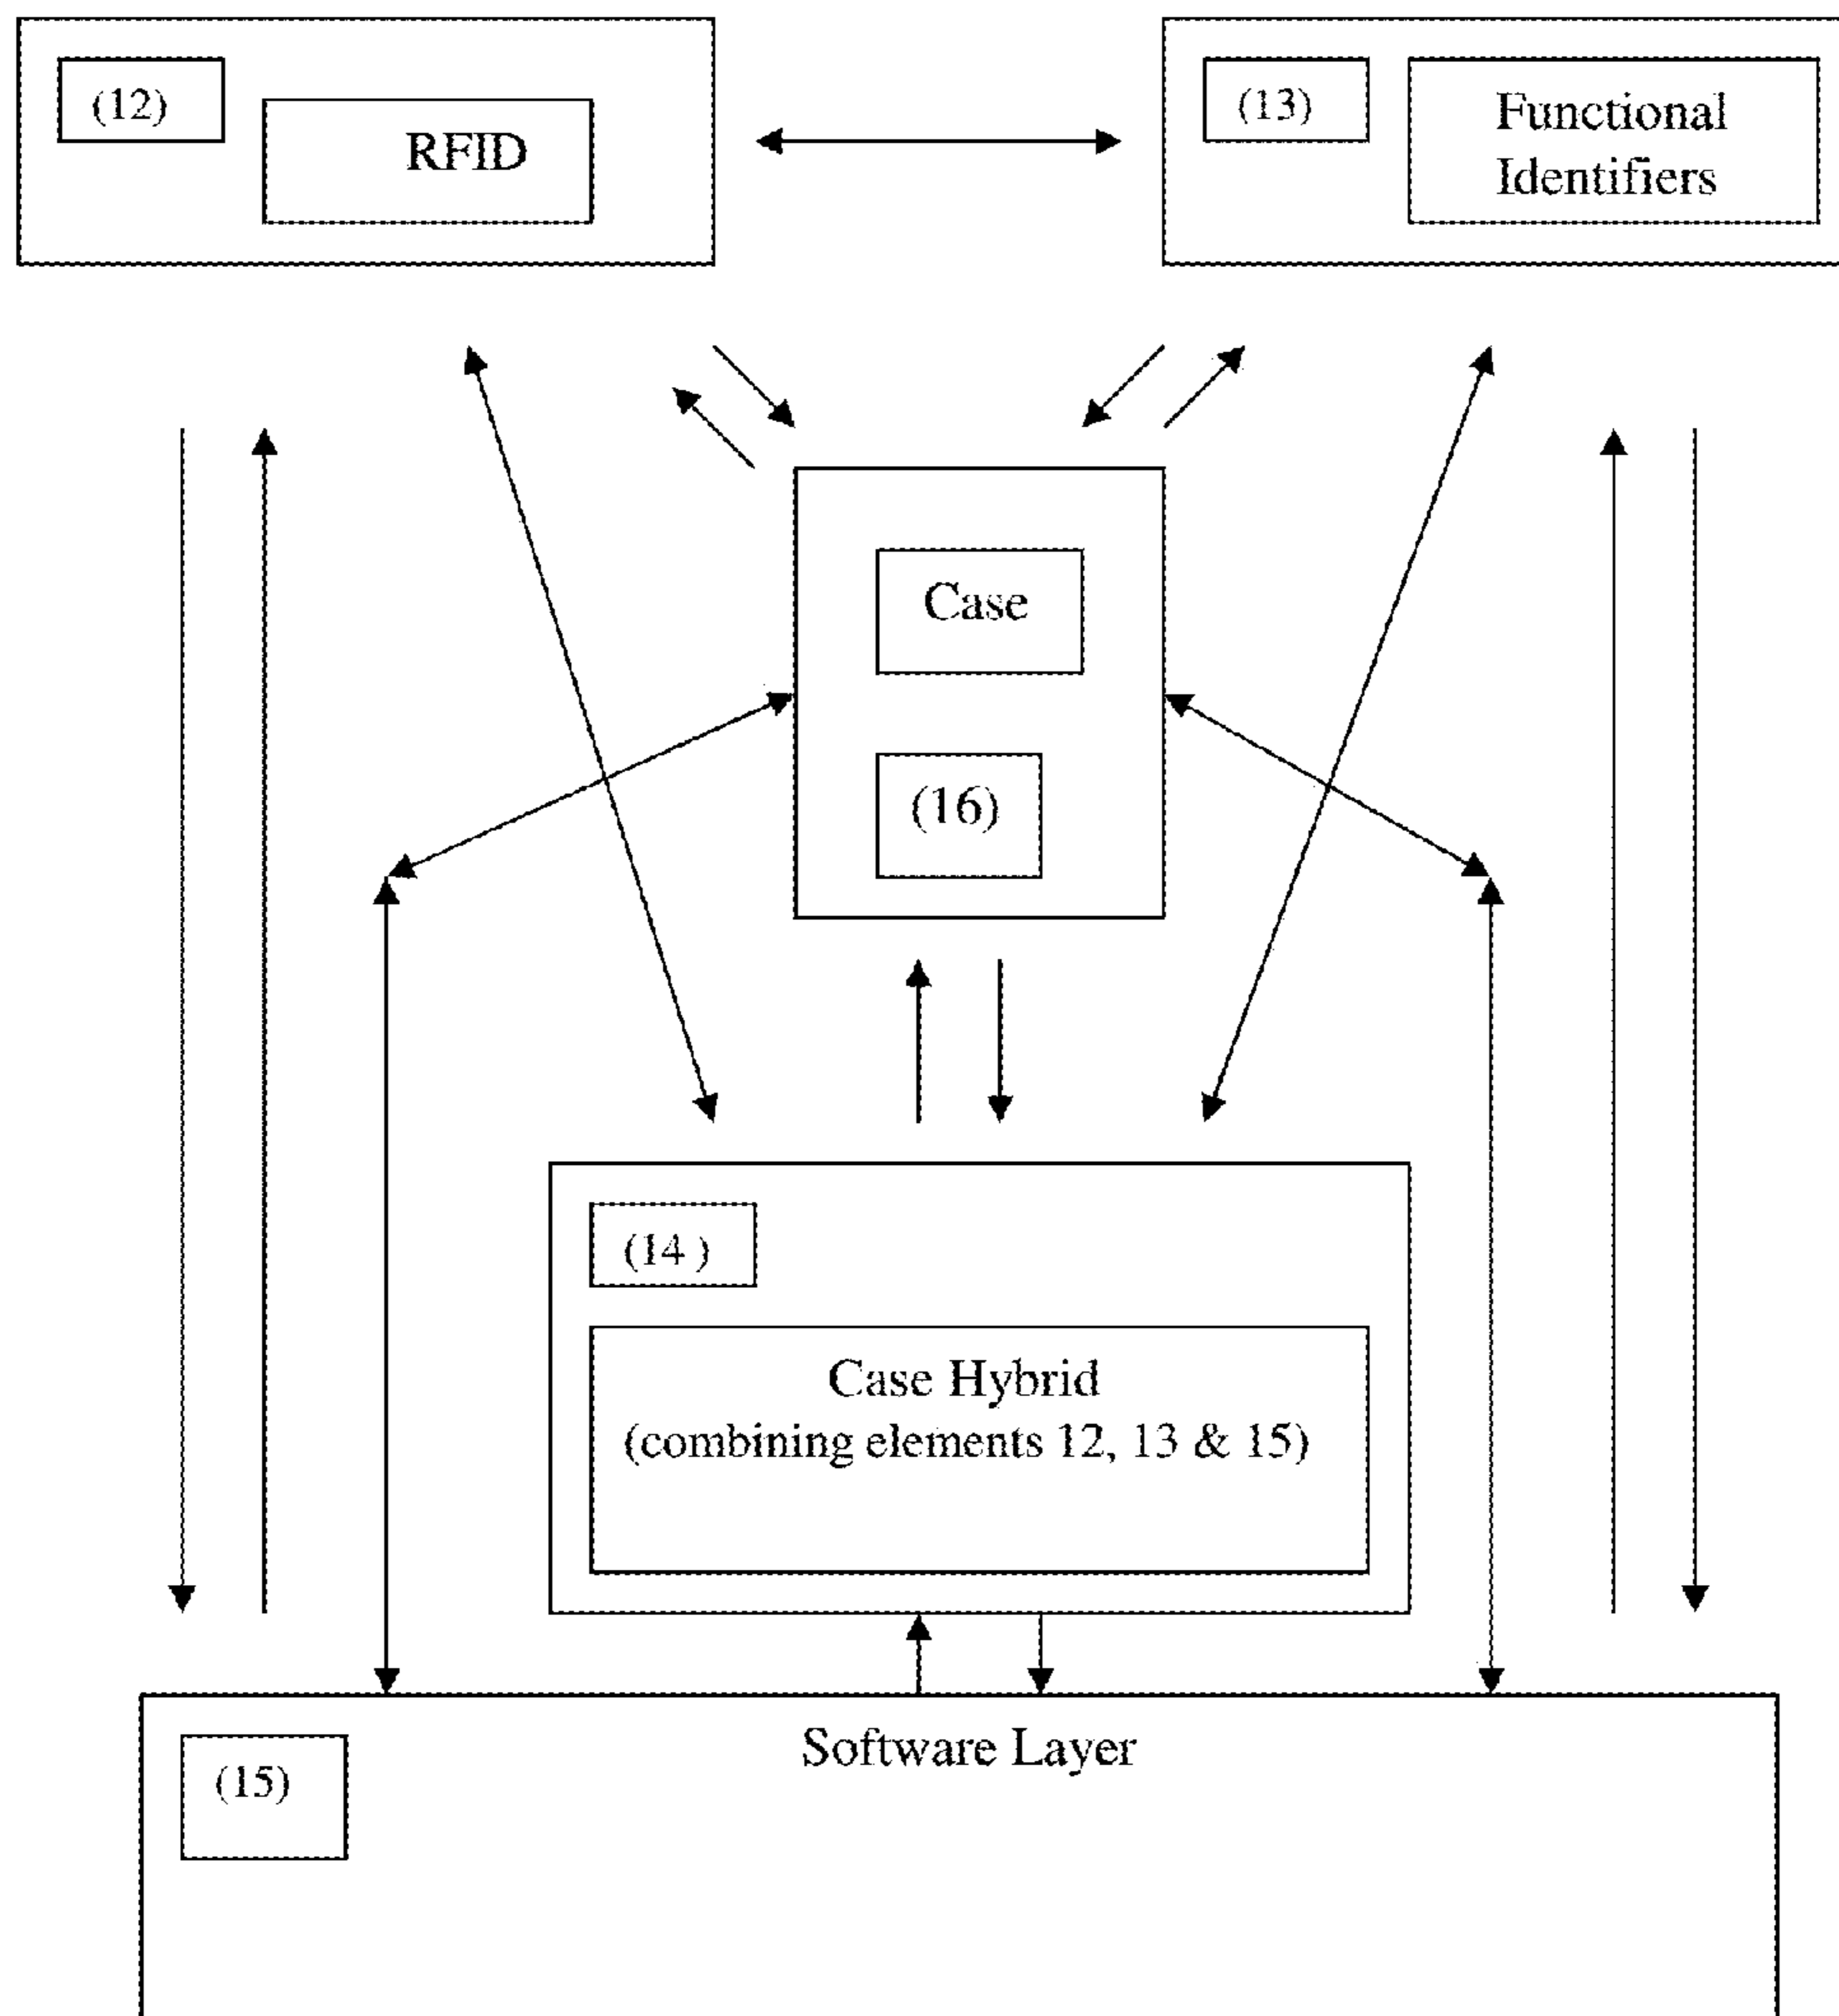 (12)
RFID
(13)
Functional
Identifiers
Case
(16)
(14 )
Case Hybrid
(combining elements 12, 13 & 15)
Software Layer
(15)